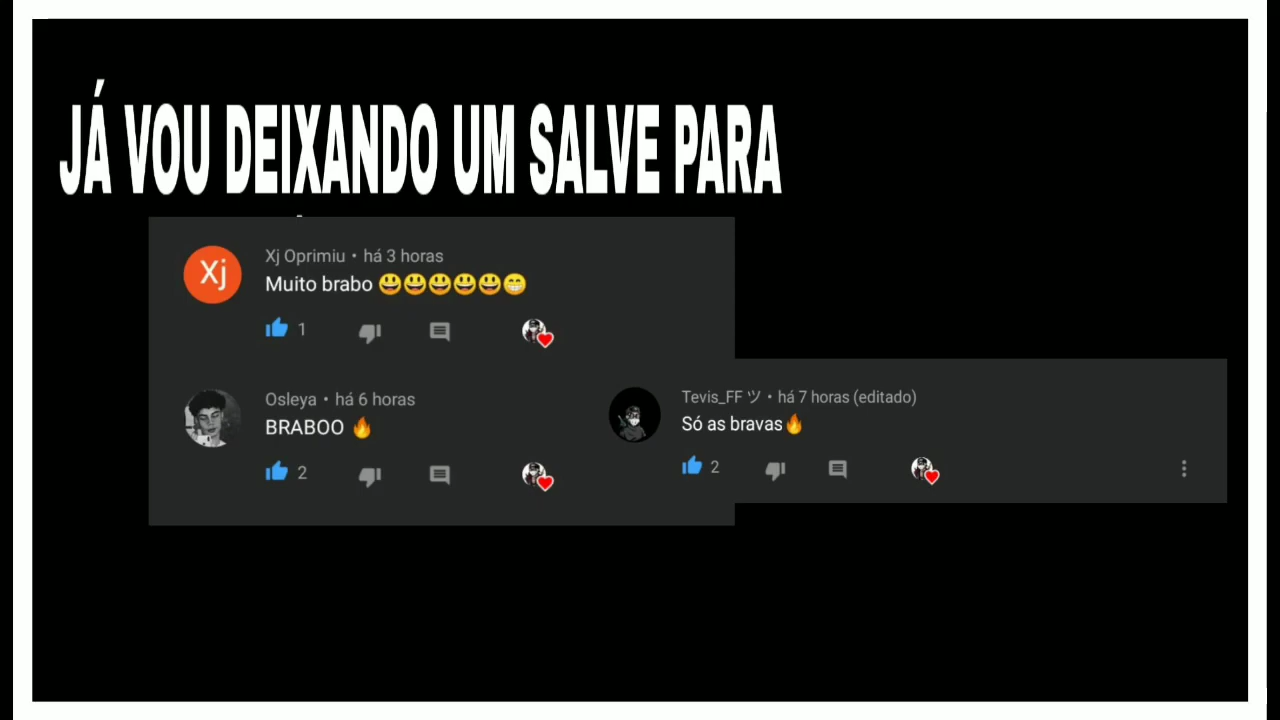 JÁ VOU DEIXANDO UM SALVE PARA
Xj
Xj Oprimiu • há 3 horas
Muito brabo 😃😃😃😃😃😁
1
Osleya • há 6 horas
BRABOO 🔥
2
Tevis_FF ツ • há 7 horas (editado)
Só as bravas🔥
2